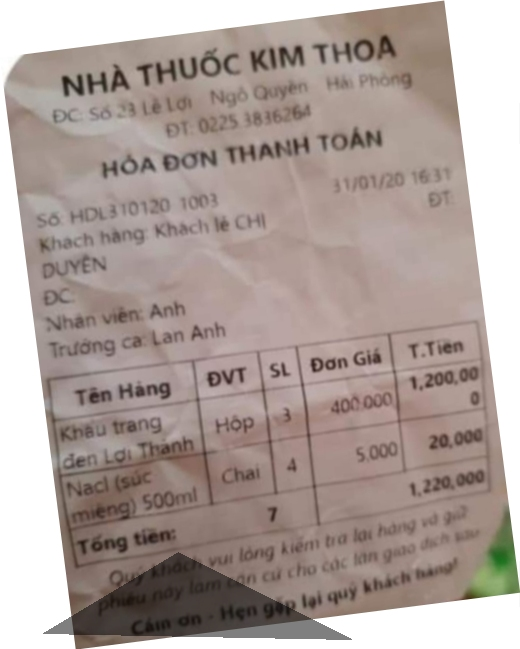 NHÀ THUỐC KIM THOA
ĐC: Số 23 Lê Lợi Ngô Quyền Hải Phòng
ĐT: 0225.3836264
HÓA ĐƠN THANH TOÁN
31/01/20 16:31
Số: HDL310120 1003
ĐT:
Khách hàng: Khách lẻ CHỊ
DUYÊN
ĐC:
Nhân viên: Anh
Trưởng ca: Lan Anh
Tên Hàng ĐVT SL Đơn Giá T.Tiền
Khẩu trang đen Lợi Thành Hộp 3 400,000 1,200,000
Nacl (súc miệng) 500ml Chai 4 5,000 20,000
Tổng tiền: 7 1,220,000
Quý khách vui lòng kiểm tra lại hàng và giữ
phiếu này làm căn cứ cho các lần giao dịch sau
Cảm ơn - Hẹn gặp lại quý khách hàng!